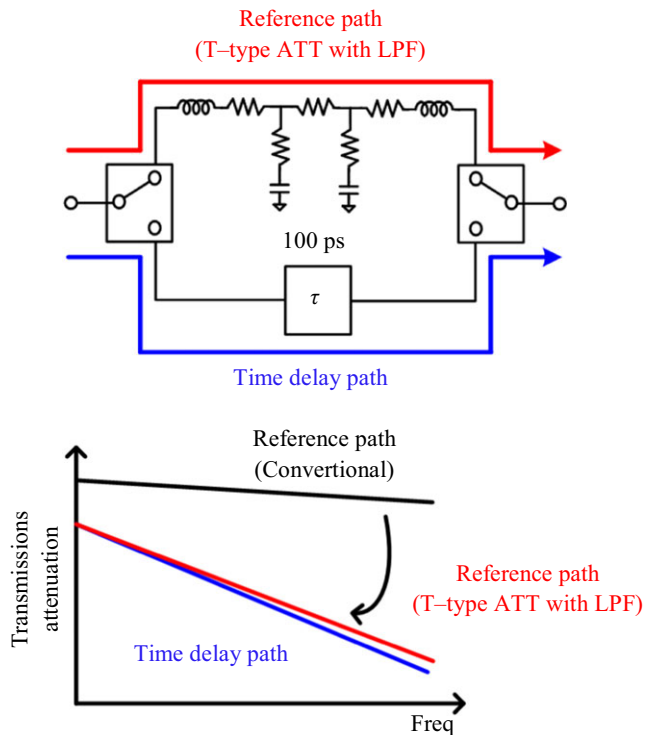 Reference path
(T–type ATT with LPF)
100 ps
τ
Time delay path
Reference path
(Convertional)
Transmissions
attenuation
Reference path
(T–type ATT with LPF)
Time delay path
Freq